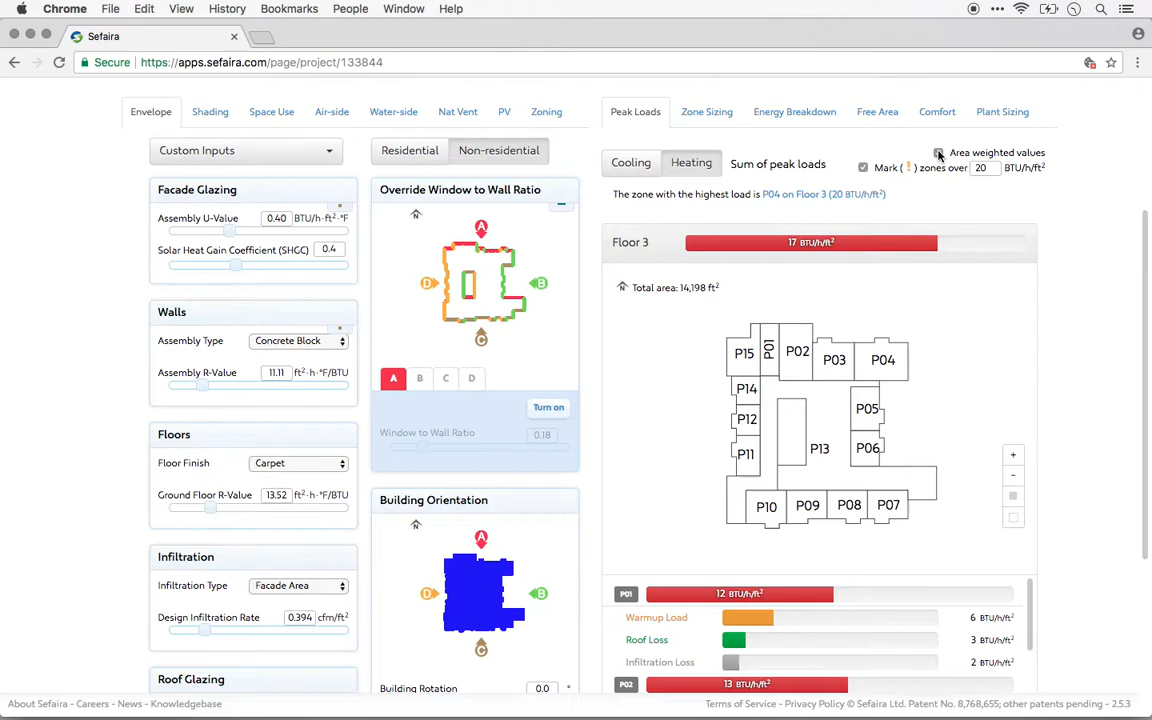 Chrome File Edit View History Bookmarks People Window Help
Sefaira
Secure https://apps.sefaira.com/page/project/133844
Envelope Shading Space Use Air-side Water-side Nat Vent PV Zoning
Peak Loads Zone Sizing Energy Breakdown Free Area Comfort Plant Sizing
Custom Inputs
Residential Non-residential
Cooling Heating Sum of peak loads
Area weighted values
Mark ( ! ) zones over 20 BTU/h/ft²
The zone with the highest load is P04 on Floor 3 (20 BTU/h/ft²)
Facade Glazing
Assembly U-Value 0.40 BTU/h·ft²·°F
Solar Heat Gain Coefficient (SHGC) 0.4
Walls
Assembly Type Concrete Block
Assembly R-Value 11.11 ft²·h·°F/BTU
Floors
Floor Finish Carpet
Ground Floor R-Value 13.52 ft²·h·°F/BTU
Infiltration
Infiltration Type Facade Area
Design Infiltration Rate 0.394 cfm/ft²
Roof Glazing
Override Window to Wall Ratio
N
A
D B
C
A B C D
Turn on
Window to Wall Ratio 0.18
Building Orientation
N
A
D B
C
Building Rotation 0.0 °
Floor 3 17 BTU/h/ft²
N Total area: 14,198 ft²
P15 P01 P02 P03 P04
P14
P12 P05
P11 P13 P06
P10 P09 P08 P07
+
-
P01 12 BTU/h/ft²
Warmup Load 6 BTU/h/ft²
Roof Loss 3 BTU/h/ft²
Infiltration Loss 2 BTU/h/ft²
P02 13 BTU/h/ft²
About Sefaira - Careers - News - Knowledgebase
Terms of Service - Privacy Policy © Sefaira Ltd. Patent No. 8,768,655; other patents pending - 2.5.3